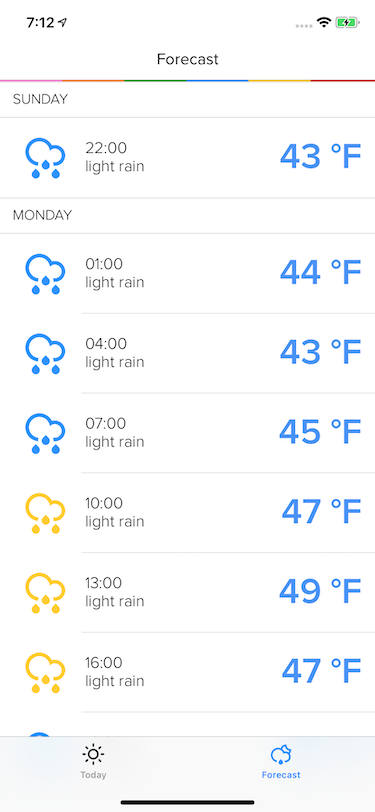 7:12
Forecast
SUNDAY
22:00
light rain
43 °F
MONDAY
01:00
light rain
44 °F
04:00
light rain
43 °F
07:00
light rain
45 °F
10:00
light rain
47 °F
13:00
light rain
49 °F
16:00
light rain
47 °F
Today
Forecast